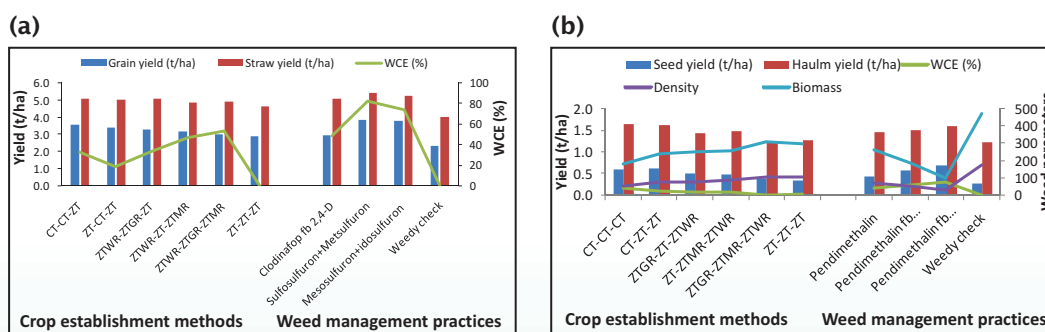 (a)
Grain yield (t/ha) Straw yield (t/ha) WCE (%)
6.0 100
5.0 80
4.0 60
3.0 40
2.0 20
1.0 0
0.0
Yield (t/ha)
WCE (%)
CT-CT-ZT
ZT-CT-ZT
ZTWR-ZTGR-ZT
ZTWR-ZT-ZTMR
ZTWR-ZTGR-ZTMR
ZT-ZT-ZT
Clodinafop fb 2,4-D
Sulfosulfuron+Metsulfuron
Mesosulfuron+idosulfuron
Weedy check
Crop establishment methods Weed management practices
(b)
Seed yield (t/ha) Haulm yield (t/ha) WCE (%)
Density Biomass
2.0 500
1.5 400
1.0 300
0.5 200
0.0 100
0
Yield (t/ha)
CT-CT-CT
CT-ZT-ZT
ZTGR-ZT-ZTWR
ZT-ZTMR-ZTWR
ZTGR-ZTMR-ZTWR
ZT-ZT-ZT
Pendimethalin
Pendimethalin fb...
Pendimethalin fb...
Weedy check
Crop establishment methods Weed management practices